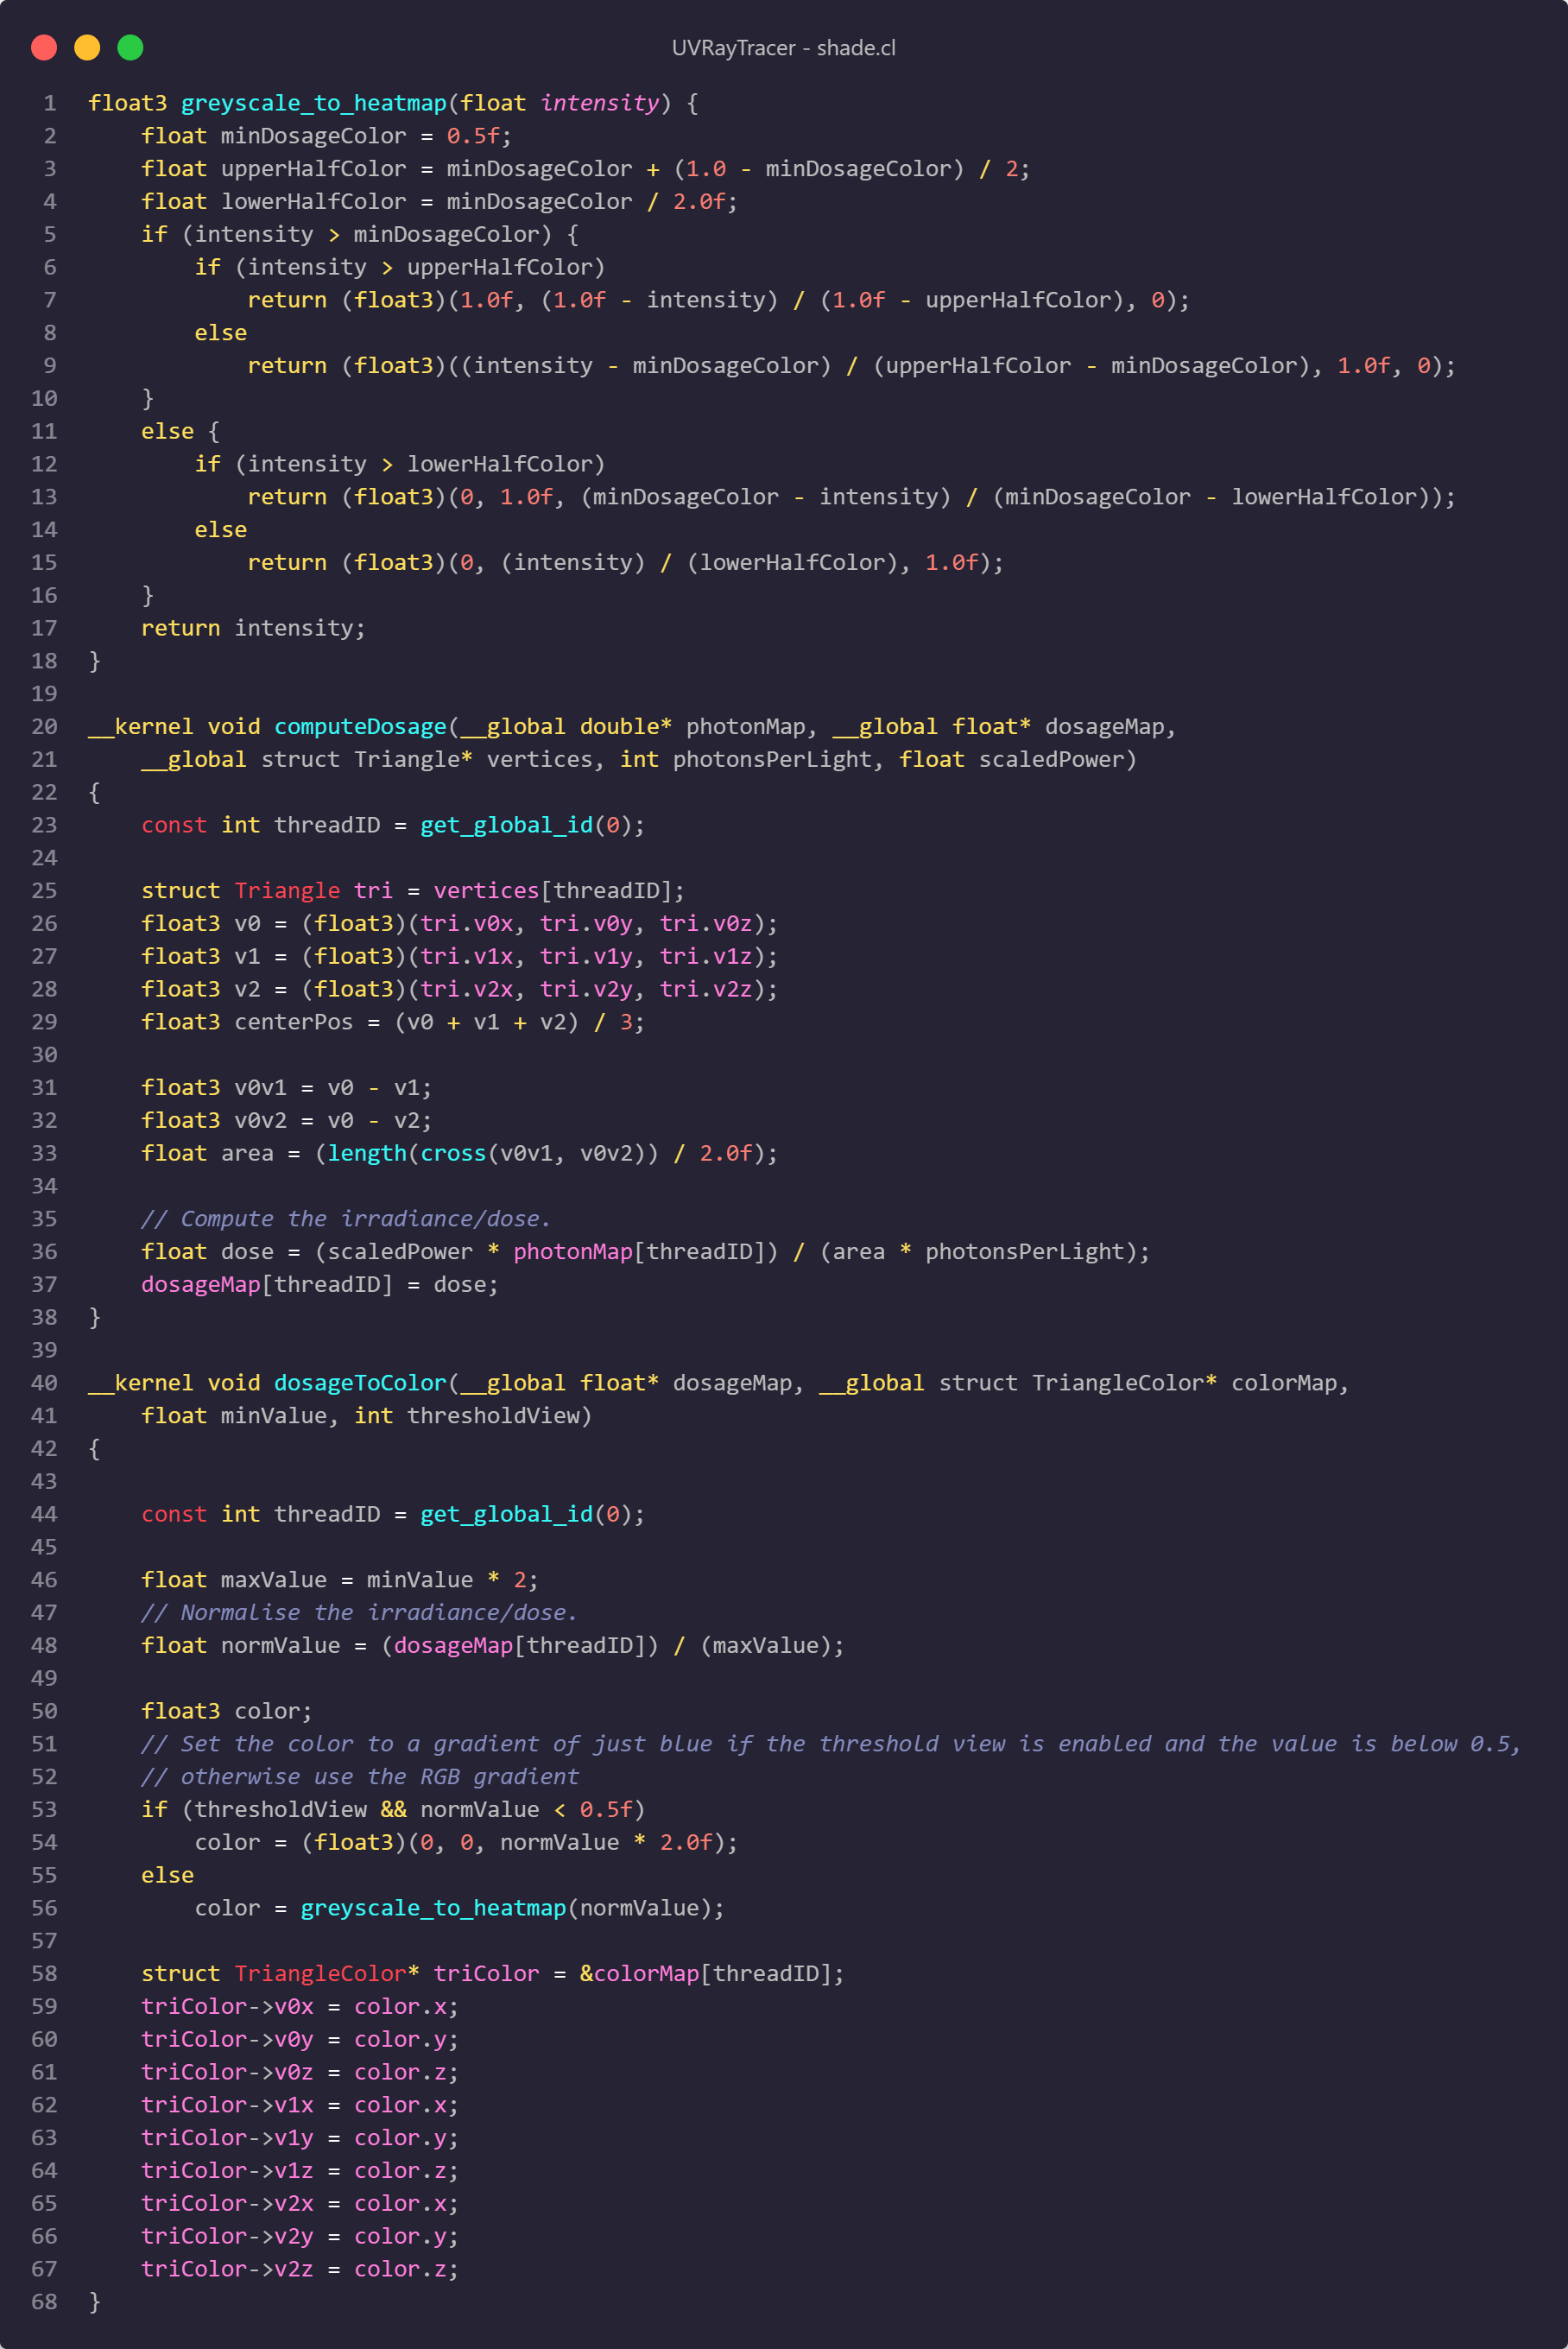 UVRayTracer - shade.cl
1 float3 greyscale_to_heatmap(float intensity) {
2     float minDosageColor = 0.5f;
3     float upperHalfColor = minDosageColor + (1.0 - minDosageColor) / 2;
4     float lowerHalfColor = minDosageColor / 2.0f;
5     if (intensity > minDosageColor) {
6         if (intensity > upperHalfColor)
7             return (float3)(1.0f, (1.0f - intensity) / (1.0f - upperHalfColor), 0);
8         else
9             return (float3)((intensity - minDosageColor) / (upperHalfColor - minDosageColor), 1.0f, 0);
10     }
11     else {
12         if (intensity > lowerHalfColor)
13             return (float3)(0, 1.0f, (minDosageColor - intensity) / (minDosageColor - lowerHalfColor));
14         else
15             return (float3)(0, (intensity) / (lowerHalfColor), 1.0f);
16     }
17     return intensity;
18 }
19
20 __kernel void computeDosage(__global double* photonMap, __global float* dosageMap,
21     __global struct Triangle* vertices, int photonsPerLight, float scaledPower)
22 {
23     const int threadID = get_global_id(0);
24
25     struct Triangle tri = vertices[threadID];
26     float3 v0 = (float3)(tri.v0x, tri.v0y, tri.v0z);
27     float3 v1 = (float3)(tri.v1x, tri.v1y, tri.v1z);
28     float3 v2 = (float3)(tri.v2x, tri.v2y, tri.v2z);
29     float3 centerPos = (v0 + v1 + v2) / 3;
30
31     float3 v0v1 = v0 - v1;
32     float3 v0v2 = v0 - v2;
33     float area = (length(cross(v0v1, v0v2)) / 2.0f);
34
35     // Compute the irradiance/dose.
36     float dose = (scaledPower * photonMap[threadID]) / (area * photonsPerLight);
37     dosageMap[threadID] = dose;
38 }
39
40 __kernel void dosageToColor(__global float* dosageMap, __global struct TriangleColor* colorMap,
41     float minValue, int thresholdView)
42 {
43
44     const int threadID = get_global_id(0);
45
46     float maxValue = minValue * 2;
47     // Normalise the irradiance/dose.
48     float normValue = (dosageMap[threadID]) / (maxValue);
49
50     float3 color;
51     // Set the color to a gradient of just blue if the threshold view is enabled and the value is below 0.5,
52     // otherwise use the RGB gradient
53     if (thresholdView && normValue < 0.5f)
54         color = (float3)(0, 0, normValue * 2.0f);
55     else
56         color = greyscale_to_heatmap(normValue);
57
58     struct TriangleColor* triColor = &colorMap[threadID];
59     triColor->v0x = color.x;
60     triColor->v0y = color.y;
61     triColor->v0z = color.z;
62     triColor->v1x = color.x;
63     triColor->v1y = color.y;
64     triColor->v1z = color.z;
65     triColor->v2x = color.x;
66     triColor->v2y = color.y;
67     triColor->v2z = color.z;
68 }